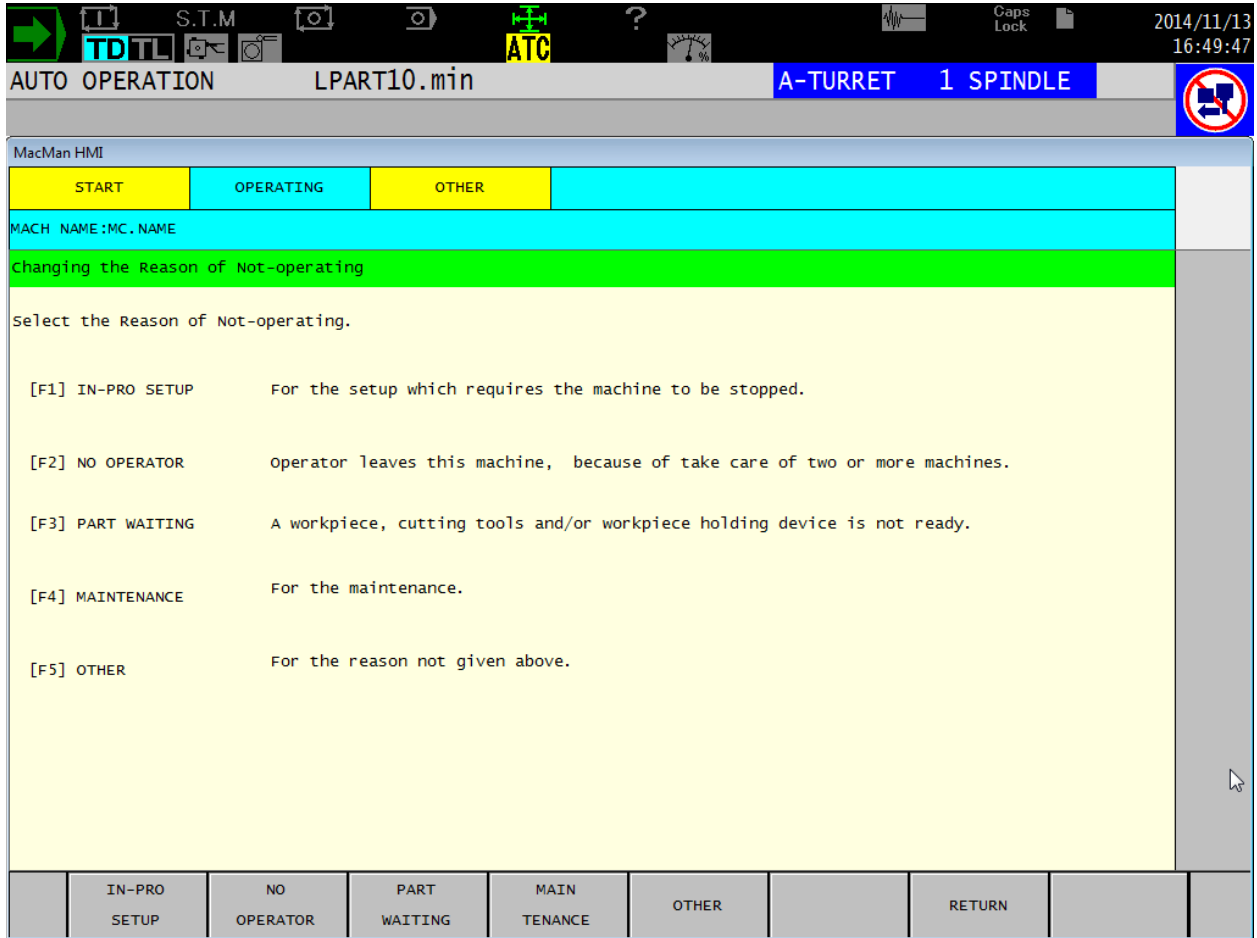 S.T.M ? Caps Lock 2014/11/13
TD TL ATC % 16:49:47
AUTO OPERATION LPART10.min A-TURRET 1 SPINDLE
MacMan HMI
START OPERATING OTHER
MACH NAME:MC.NAME
Changing the Reason of Not-operating
Select the Reason of Not-operating.
[F1] IN-PRO SETUP For the setup which requires the machine to be stopped.
[F2] NO OPERATOR Operator leaves this machine, because of take care of two or more machines.
[F3] PART WAITING A workpiece, cutting tools and/or workpiece holding device is not ready.
[F4] MAINTENANCE For the maintenance.
[F5] OTHER For the reason not given above.
IN-PRO NO PART MAIN OTHER RETURN
SETUP OPERATOR WAITING TENANCE